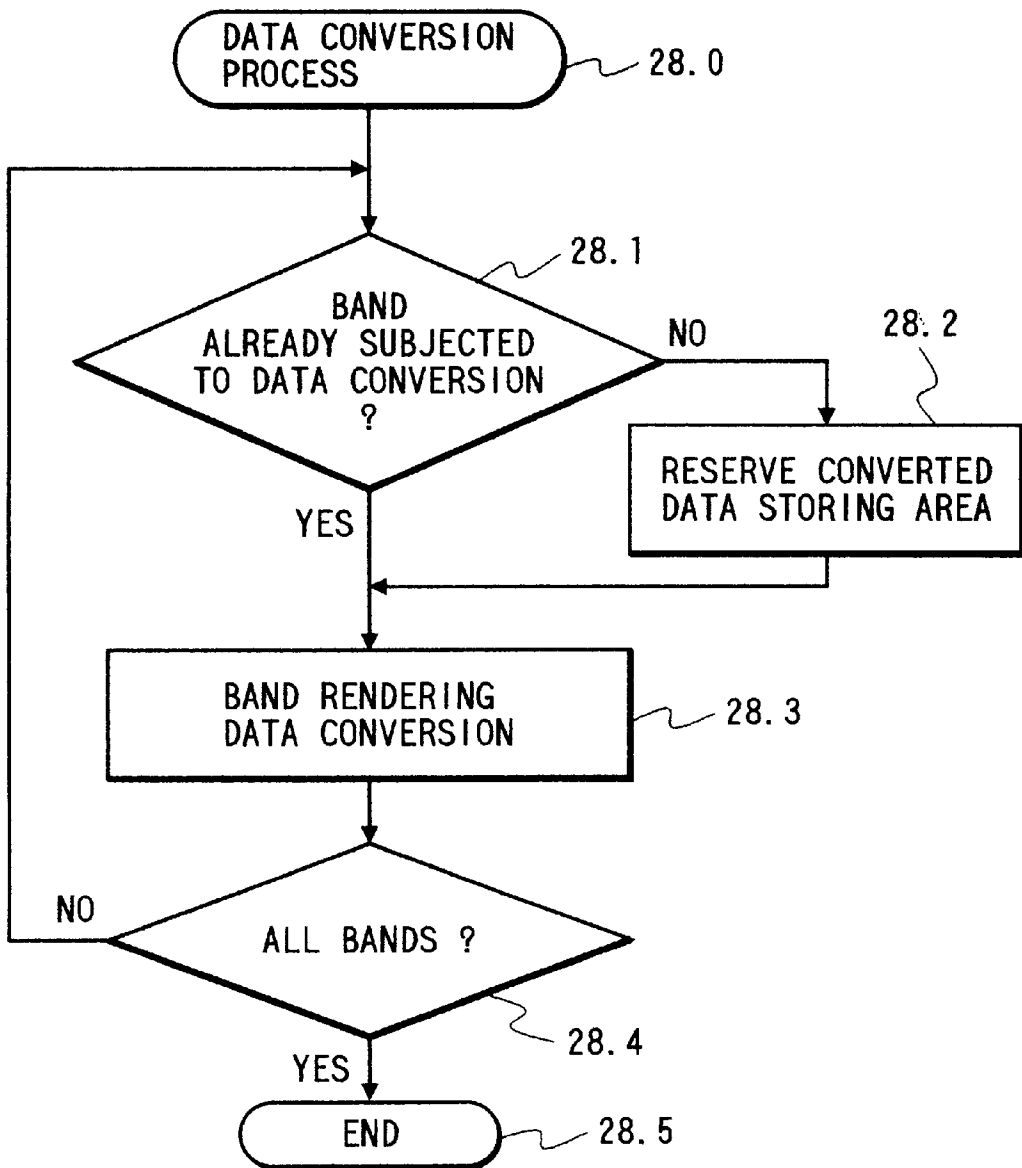 DATA CONVERSION
PROCESS
28.0
28.1
BAND
ALREADY SUBJECTED
TO DATA CONVERSION
?
NO
28.2
RESERVE CONVERTED
DATA STORING AREA
YES
BAND RENDERING
DATA CONVERSION
28.3
NO
ALL BANDS ?
28.4
YES
END
28.5